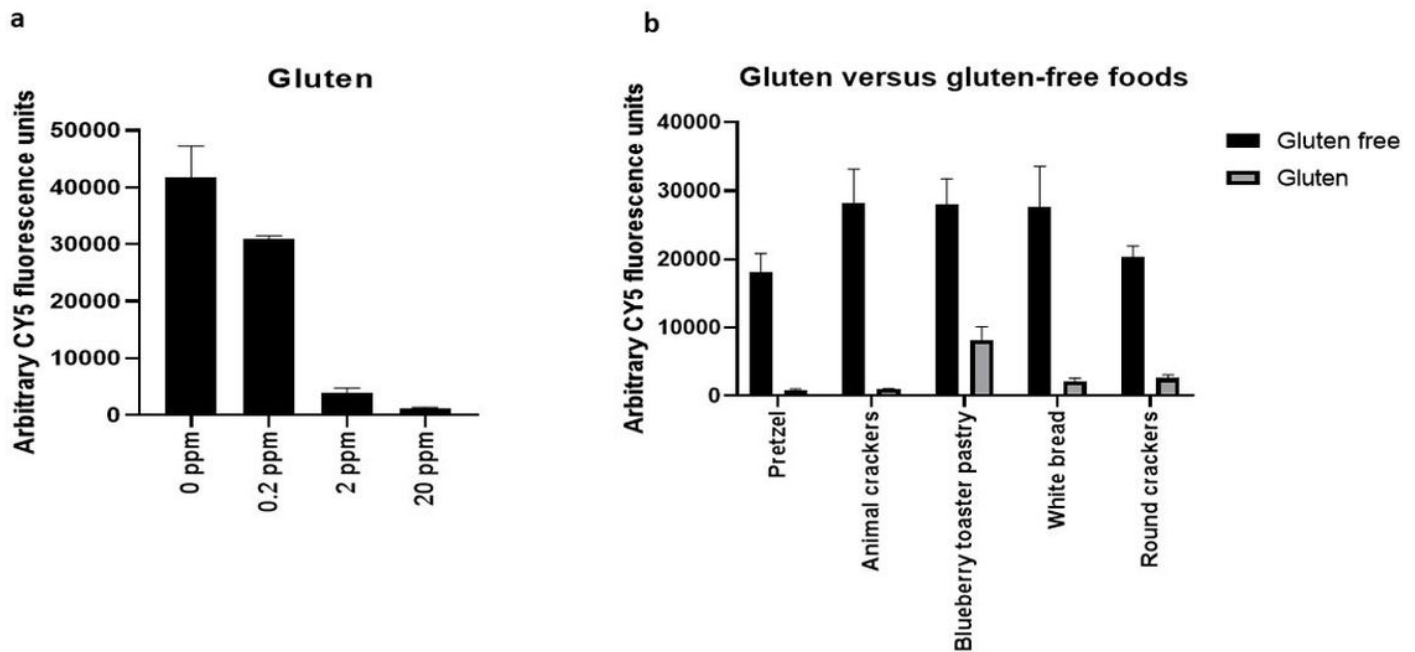 a
Gluten
Arbitrary CY5 fluorescence units
50000
40000
30000
20000
10000
0
0 ppm
0.2 ppm
2 ppm
20 ppm
b
Gluten versus gluten-free foods
Arbitrary CY5 fluorescence units
40000
30000
20000
10000
0
Pretzel
Animal crackers
Blueberry toaster pastry
White bread
Round crackers
Gluten free
Gluten